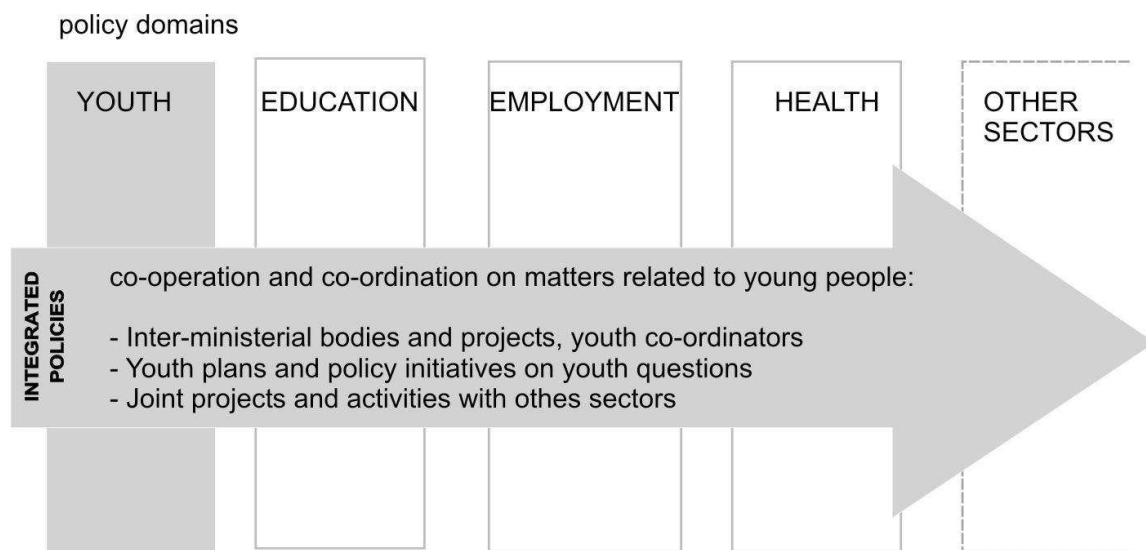 policy domains
YOUTH
EDUCATION
EMPLOYMENT
HEALTH
OTHER
SECTORS
INTEGRATED
POLICIES
co-operation and co-ordination on matters related to young people:
- Inter-ministerial bodies and projects, youth co-ordinators
- Youth plans and policy initiatives on youth questions
- Joint projects and activities with othes sectors